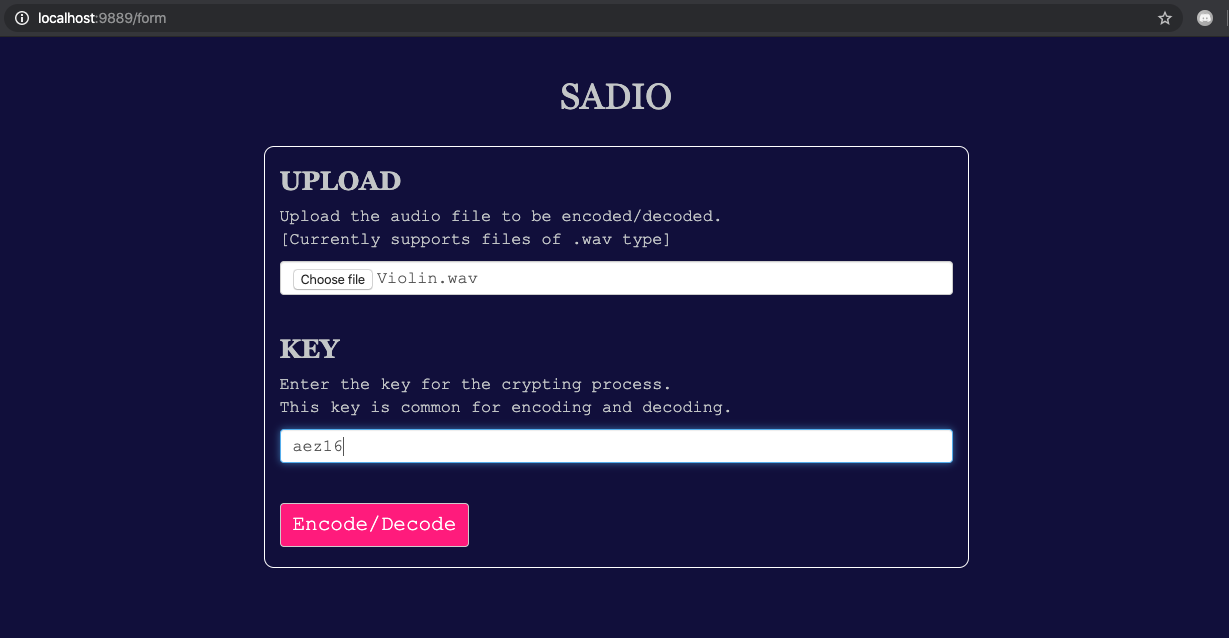 localhost:9889/form
SADIO
UPLOAD
Upload the audio file to be encoded/decoded.
[Currently supports files of .wav type]
Choose file Violin.wav
KEY
Enter the key for the crypting process.
This key is common for encoding and decoding.
aez16
Encode/Decode